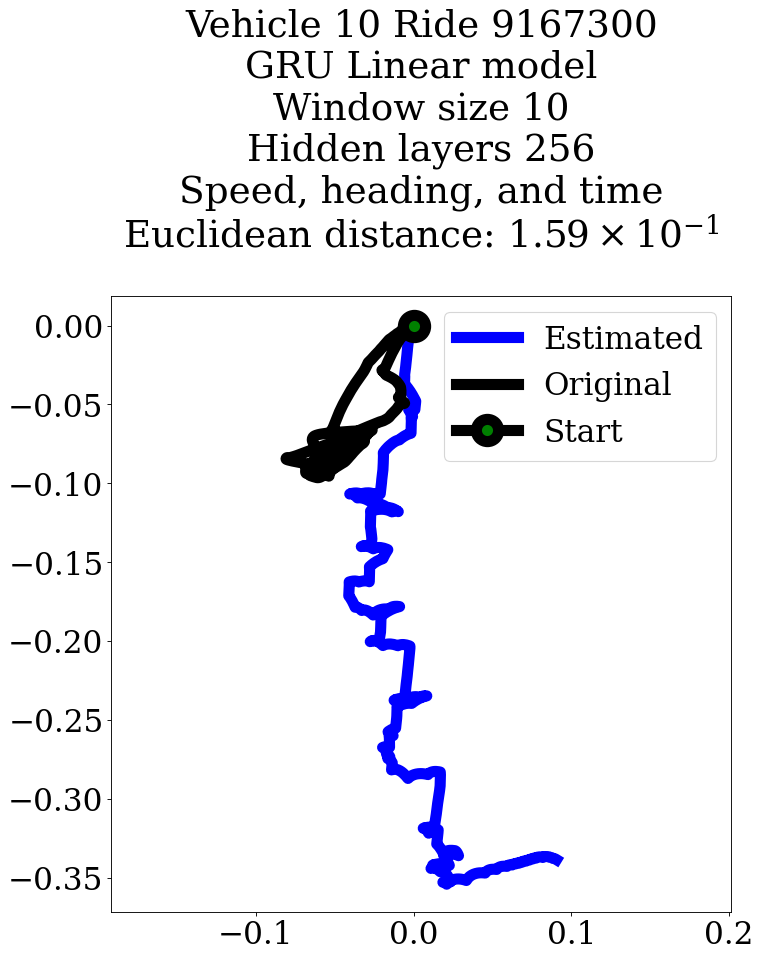 Vehicle 10 Ride 9167300
GRU Linear model
Window size 10
Hidden layers 256
Speed, heading, and time
Euclidean distance: 1.59 × 10⁻¹
Estimated
Original
Start
0.00
−0.05
−0.10
−0.15
−0.20
−0.25
−0.30
−0.35
−0.1 0.0 0.1 0.2